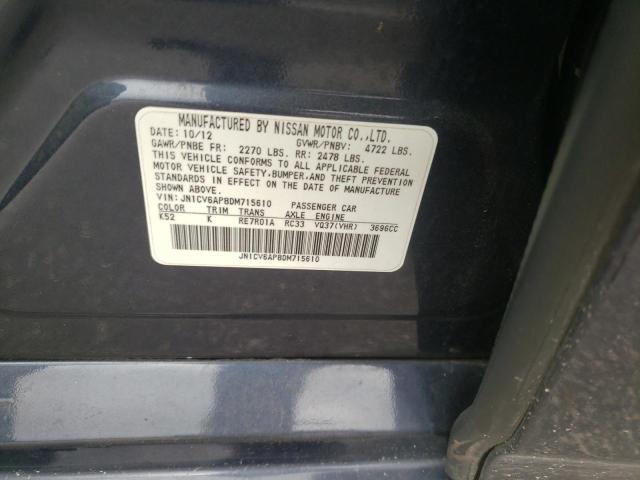 MANUFACTURED BY NISSAN MOTOR CO.,LTD.
DATE: 10/12 GVWR/PNBV: 4722 LBS.
GAWR/PNBE FR: 2270 LBS. RR: 2478 LBS.
THIS VEHICLE CONFORMS TO ALL APPLICABLE FEDERAL
MOTOR VEHICLE SAFETY,BUMPER,AND THEFT PREVENTION
STANDARDS IN EFFECT ON THE DATE OF MANUFACTURE
SHOWN ABOVE.
VIN: JN1CV6AP8DM715610 PASSENGER CAR
COLOR TRIM TRANS AXLE ENGINE
K52 K RE7R01A RC33 VQ37(VHR) 3696CC
JN1CV6AP8DM715610